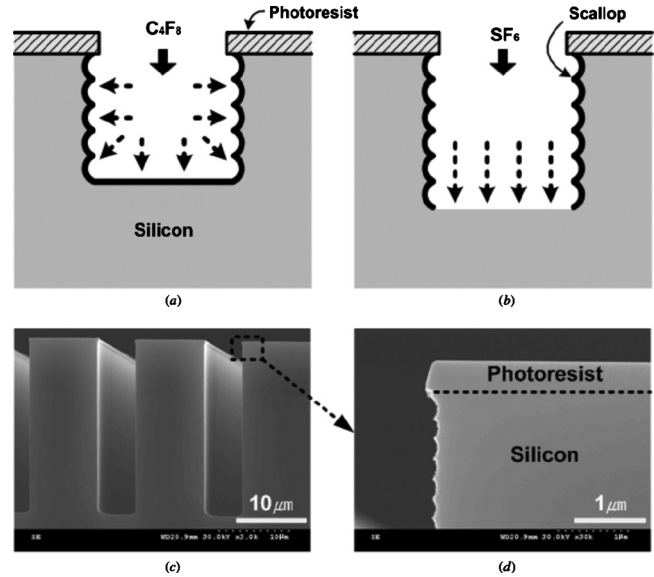 Photoresist
C₄F₈
Silicon
(a)
Scallop
SF₆
(b)
10 μm
SE WD20.9mm 30.0kV x3.0k 10μm
(c)
Photoresist
Silicon
1 μm
SE WD20.9mm 30.0kV x30k 1μm
(d)